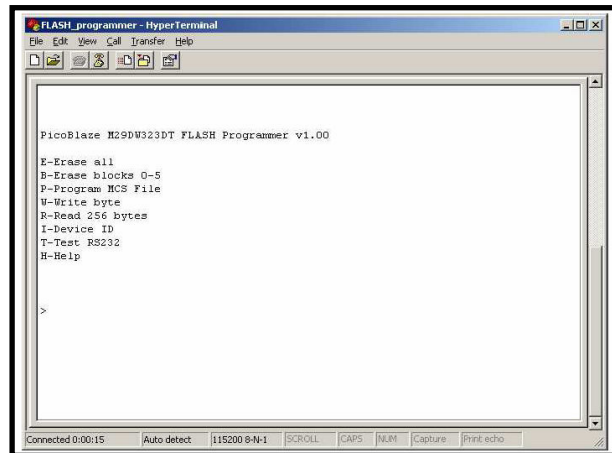 FLASH_programmer - HyperTerminal
File Edit View Call Transfer Help
PicoBlaze M29DW323DT FLASH Programmer v1.00
E-Erase all
B-Erase blocks 0-5
P-Program MCS File
W-Write byte
R-Read 256 bytes
I-Device ID
T-Test RS232
H-Help
>
Connected 0:00:15 Auto detect 115200 8-N-1 SCROLL CAPS NUM Capture Print echo